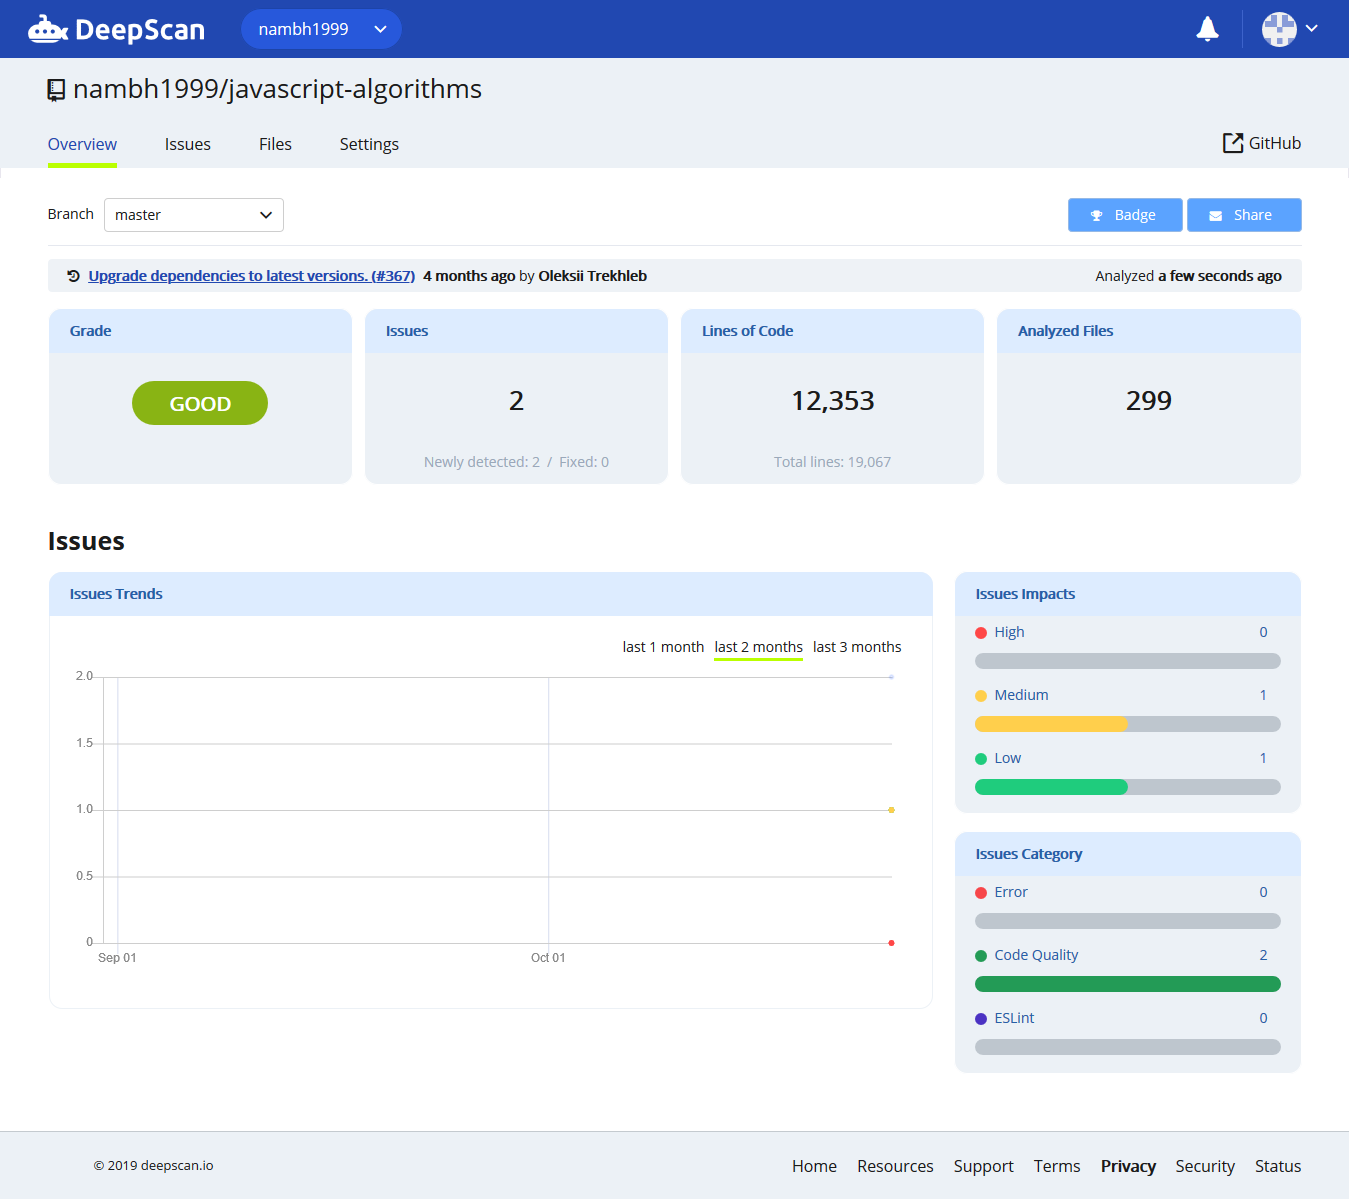 DeepScan nambh1999
nambh1999/javascript-algorithms
Overview Issues Files Settings GitHub
Branch master Badge Share
Upgrade dependencies to latest versions. (#367) 4 months ago by Oleksii Trekhleb Analyzed a few seconds ago
Grade Issues Lines of Code Analyzed Files
GOOD 2 12,353 299
Newly detected: 2 / Fixed: 0 Total lines: 19,067
Issues
Issues Trends
last 1 month last 2 months last 3 months
2.0
1.5
1.0
0.5
0
Sep 01 Oct 01
Issues Impacts
High 0
Medium 1
Low 1
Issues Category
Error 0
Code Quality 2
ESLint 0
© 2019 deepscan.io Home Resources Support Terms Privacy Security Status